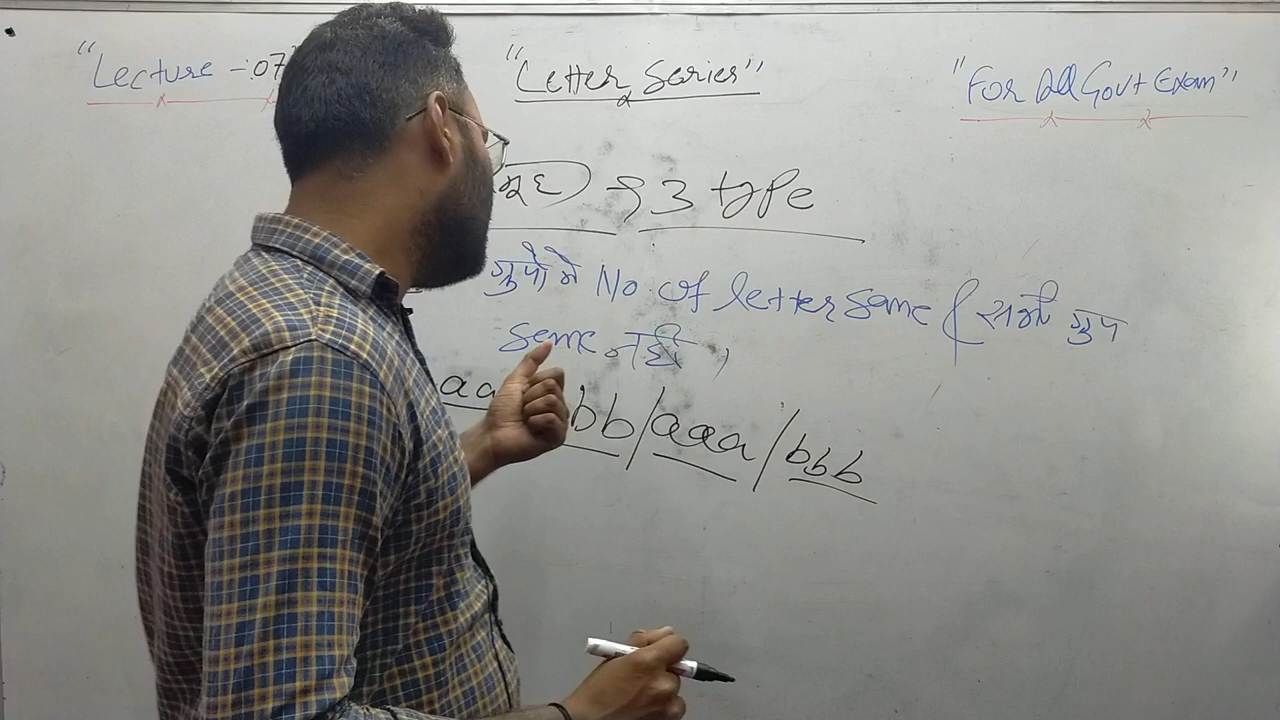 "Lecture -: 07
"Letter Series"
"For All Govt Exam"
3 type
ग्रुपों में No. of letter same { सभी ग्रुप
same नहीं,
aa
bb/aaa/bbb